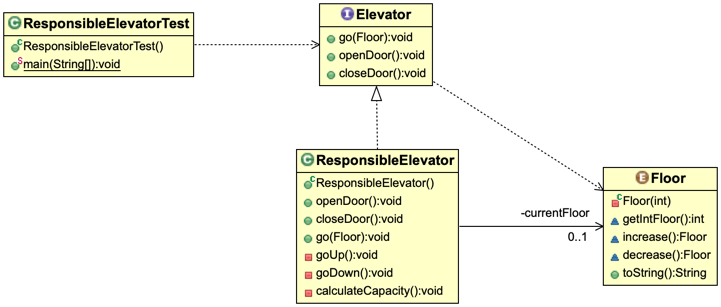 C ResponsibleElevatorTest
C ResponsibleElevatorTest()
S main(String[]):void
I Elevator
go(Floor):void
openDoor():void
closeDoor():void
C ResponsibleElevator
C ResponsibleElevator()
openDoor():void
closeDoor():void
go(Floor):void
goUp():void
goDown():void
calculateCapacity():void
-currentFloor
0..1
E Floor
C Floor(int)
getIntFloor():int
increase():Floor
decrease():Floor
toString():String